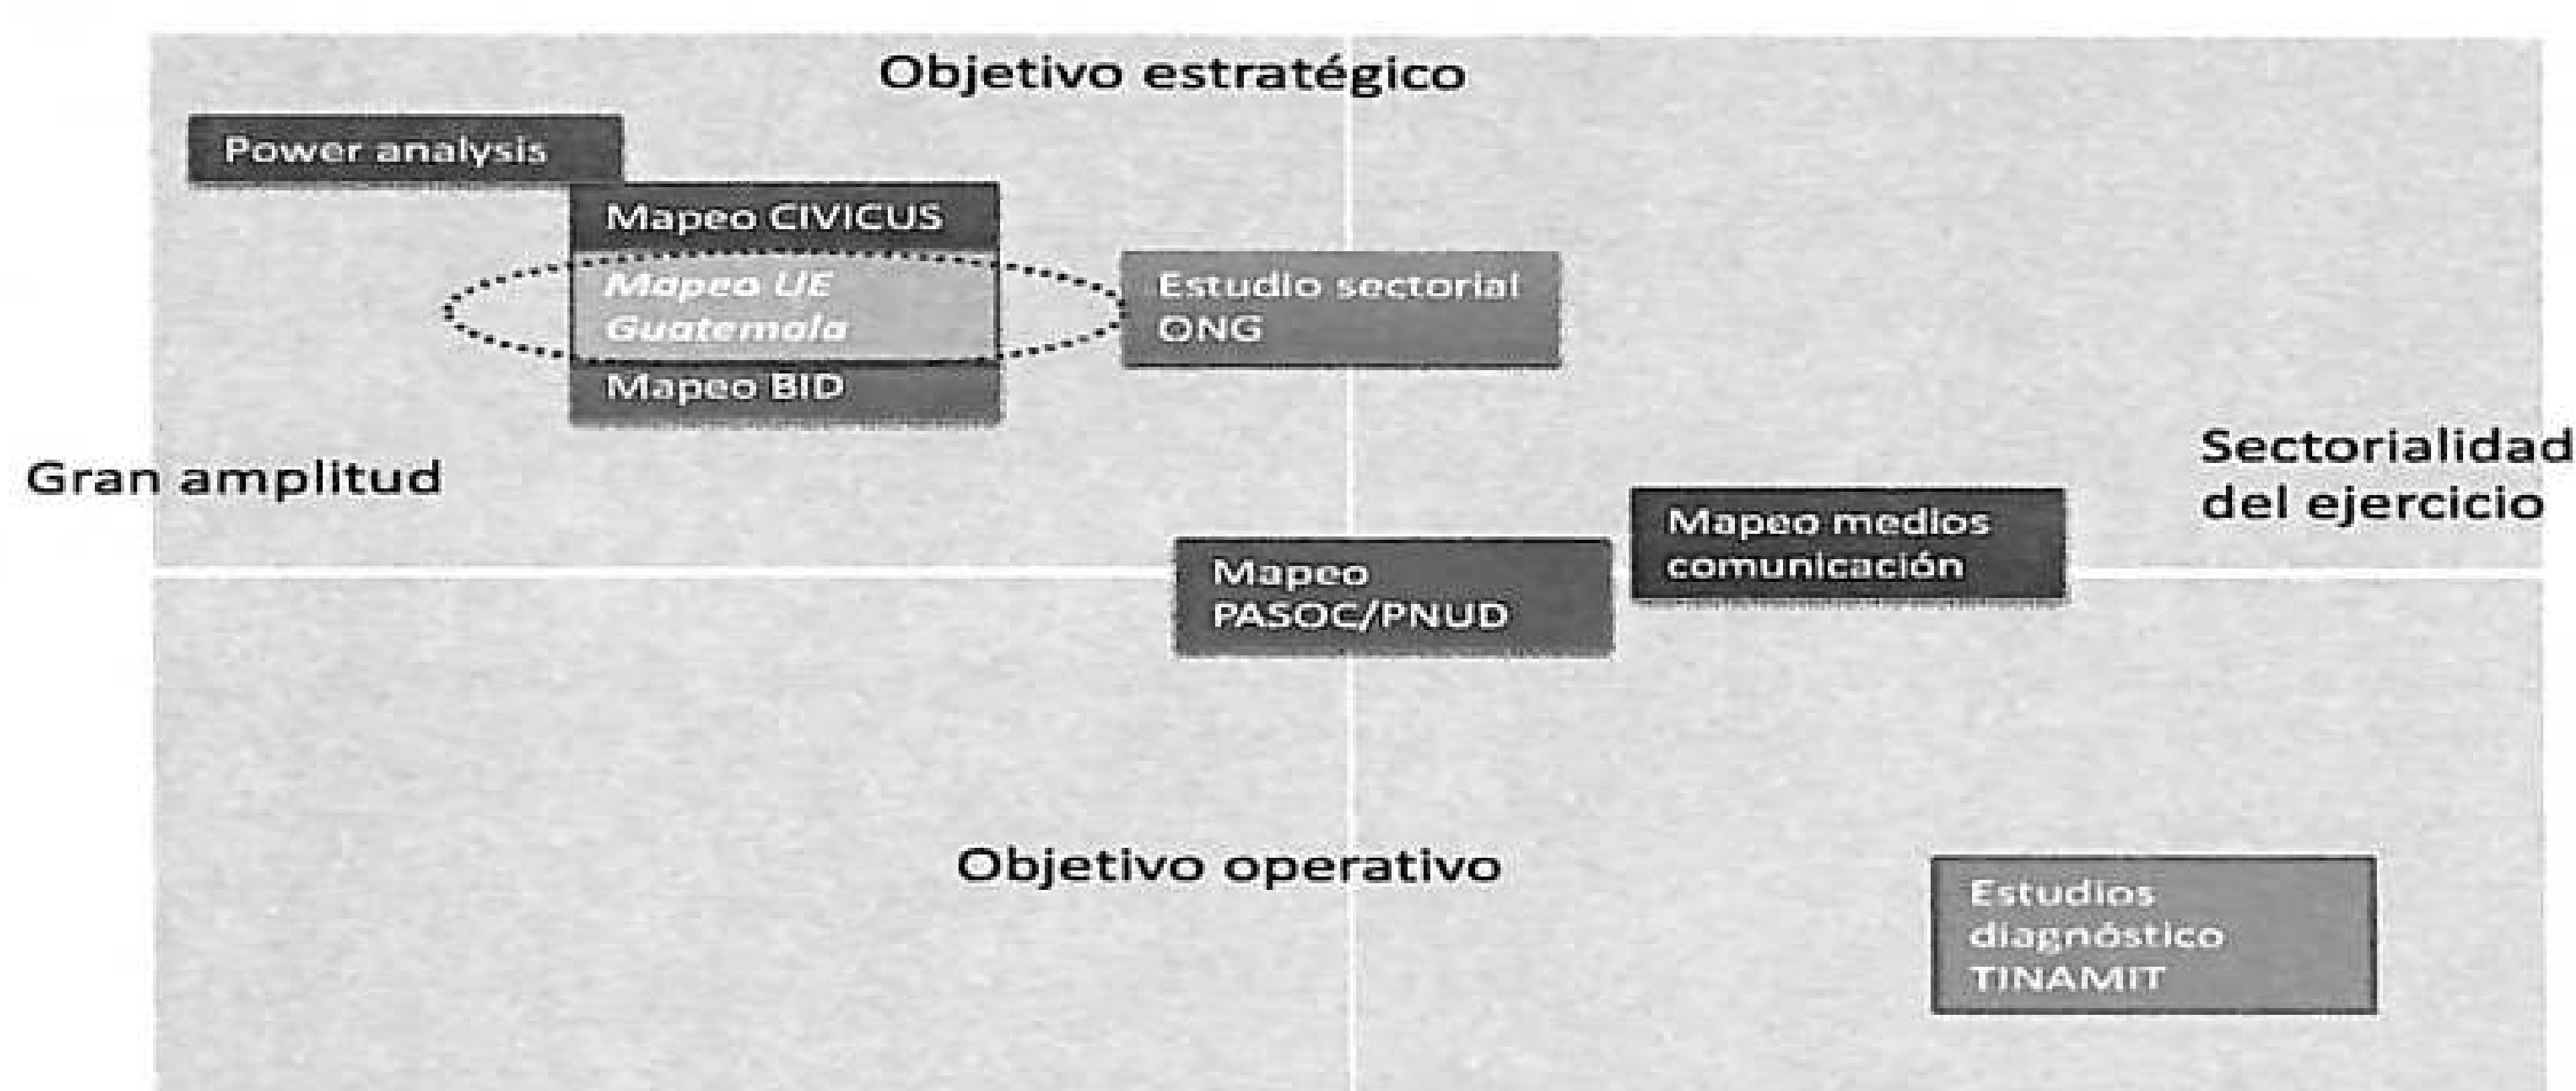 Objetivo estratégico
Power analysis
Mapeo CIVICUS
Mapeo UE
Guatemala
Mapeo BID
Estudio sectorial
ONG
Gran amplitud
Sectorialidad
del ejercicio
Mapeo medios
comunicación
Mapeo
PASOC/PNUD
Objetivo operativo
Estudios
diagnóstico
TINAMIT